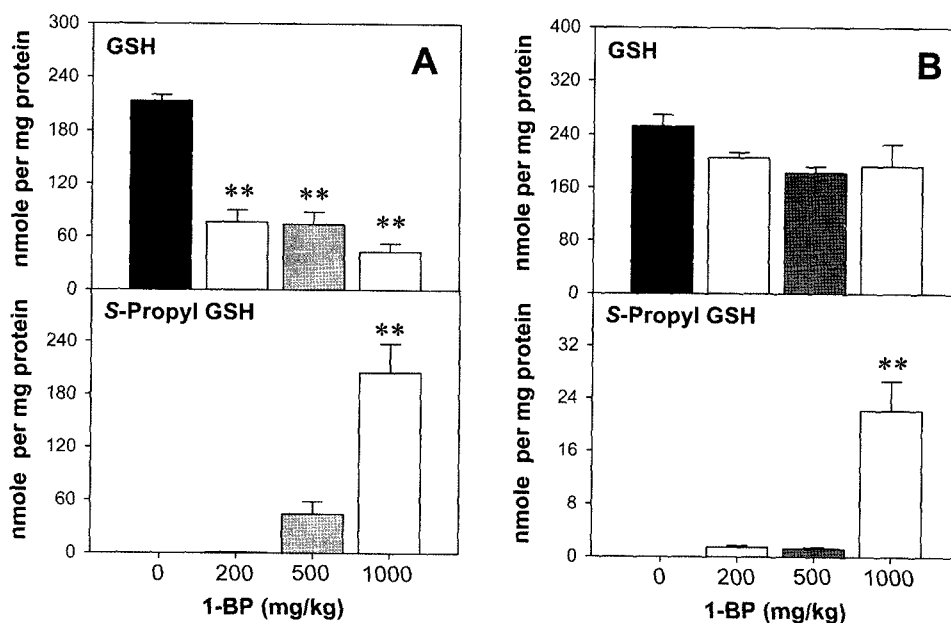 300
240
180
120
60
0
nmole per mg protein
GSH
A
**
**
**
240
180
120
60
0
nmole per mg protein
S-Propyl GSH
**
0 200 500 1000
1-BP (mg/kg)
400
320
240
160
80
0
nmole per mg protein
GSH
B
32
24
16
8
0
nmole per mg protein
S-Propyl GSH
**
0 200 500 1000
1-BP (mg/kg)